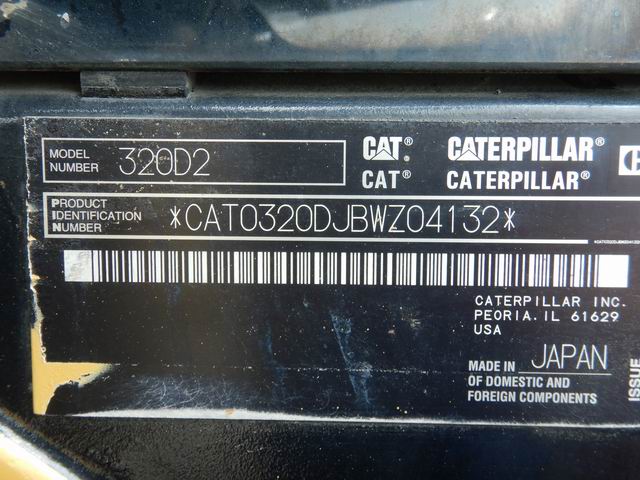 MODEL
NUMBER 320D2
CAT CATERPILLAR
CAT® CATERPILLAR
PRODUCT
IDENTIFICATION
NUMBER *CAT0320DJBWZ04132*
CATERPILLAR INC.
PEORIA, IL 61629
USA
MADE IN JAPAN
OF DOMESTIC AND
FOREIGN COMPONENTS
ISSUE